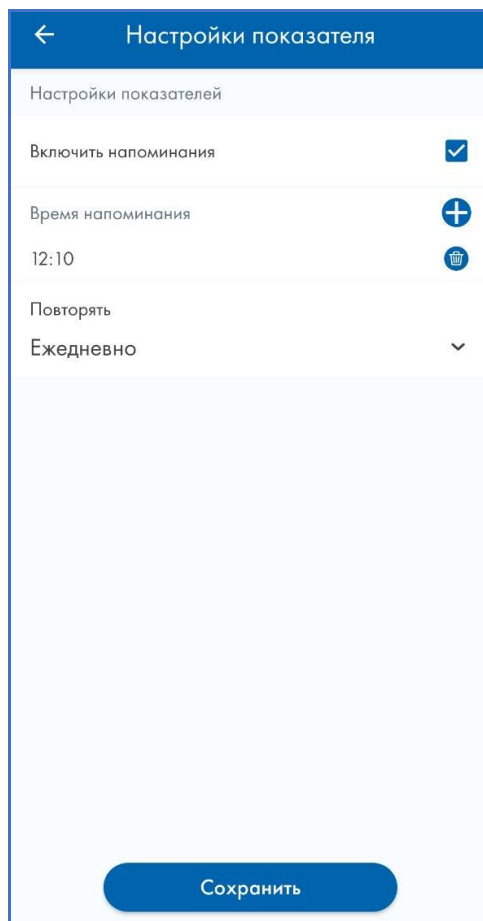 Настройки показателя
Настройки показателей
Включить напоминания
Время напоминания
12:10
Повторять
Ежедневно
Сохранить